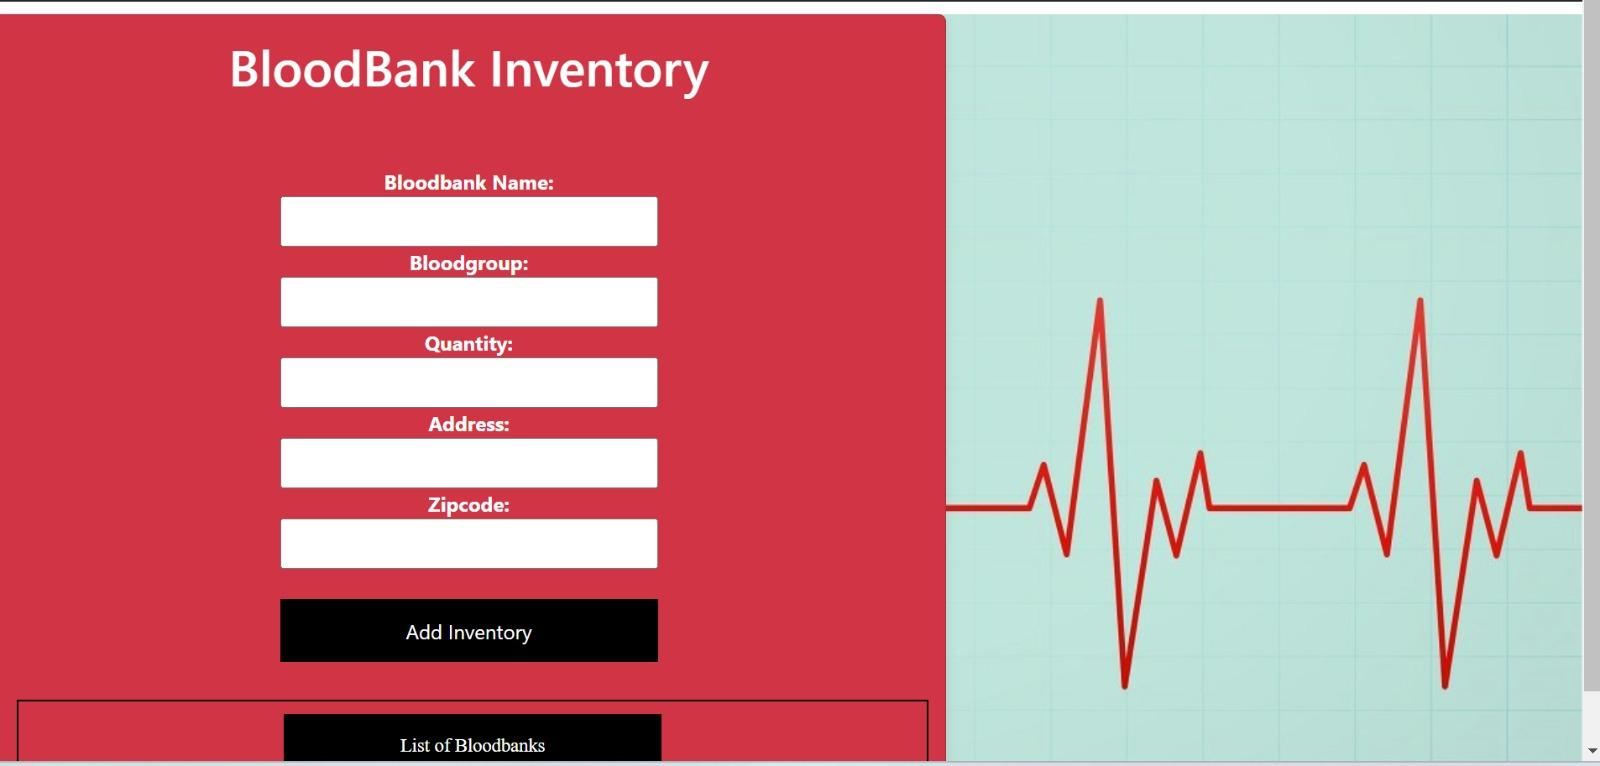 BloodBank Inventory
Bloodbank Name:
Bloodgroup:
Quantity:
Address:
Zipcode:
Add Inventory
List of Bloodbanks